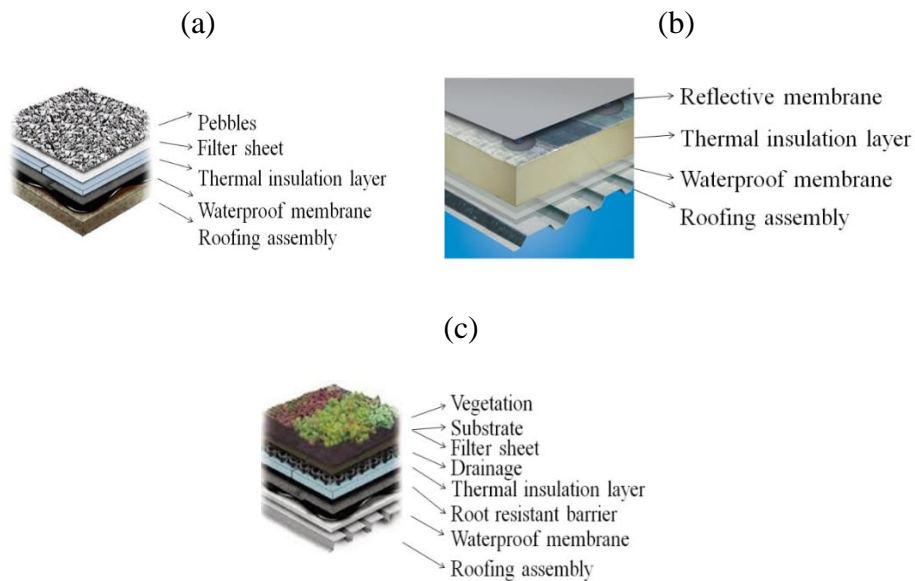 (a)
Pebbles
Filter sheet
Thermal insulation layer
Waterproof membrane
Roofing assembly
(b)
Reflective membrane
Thermal insulation layer
Waterproof membrane
Roofing assembly
(c)
Vegetation
Substrate
Filter sheet
Drainage
Thermal insulation layer
Root resistant barrier
Waterproof membrane
Roofing assembly